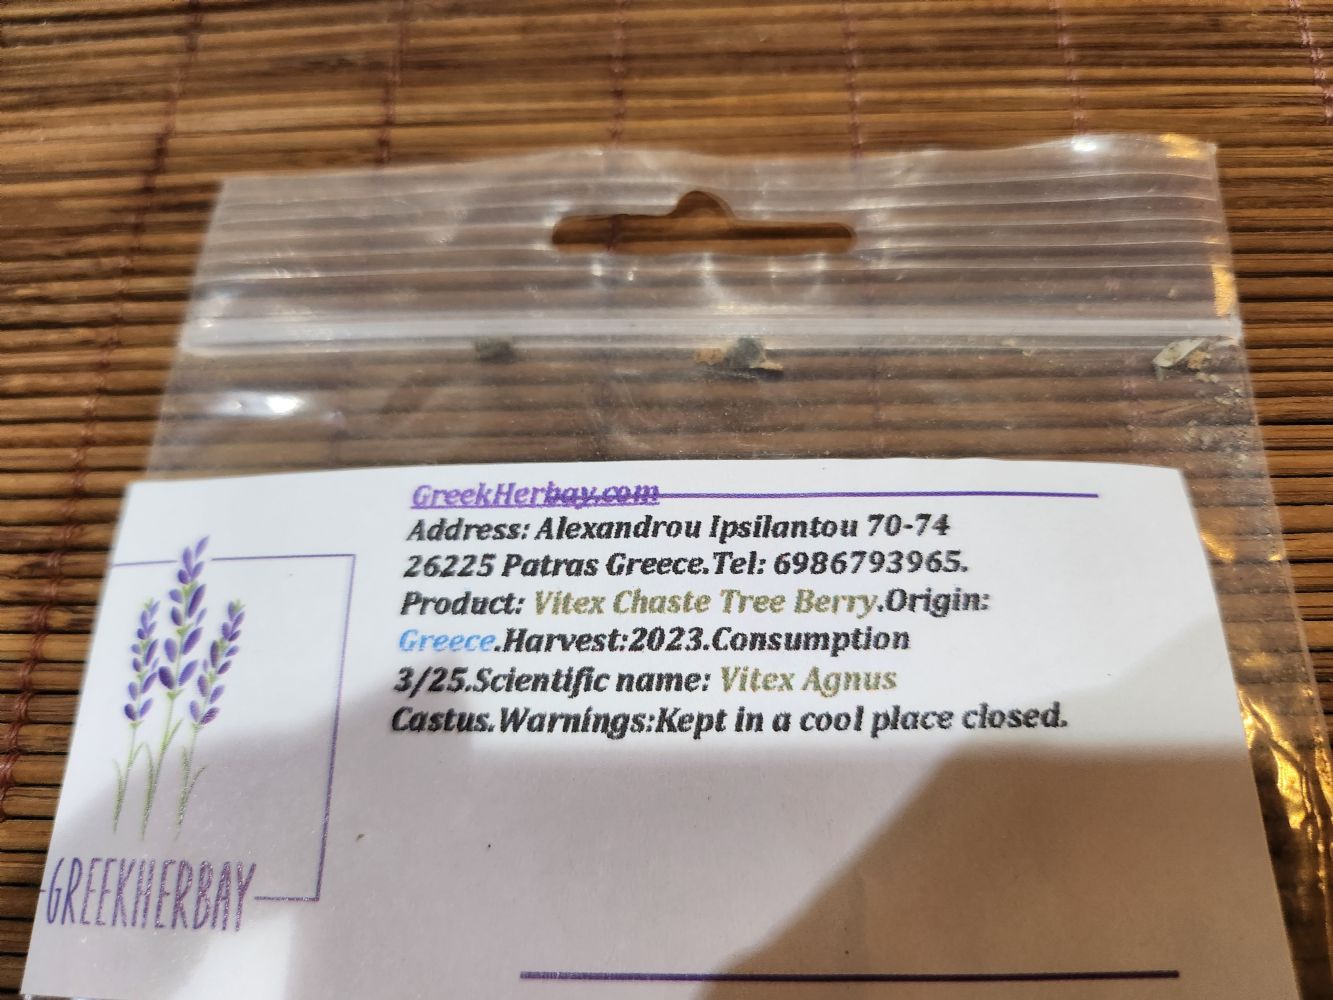 GreekHerbay.com
Address: Alexandrou Ipsilantou 70-74
26225 Patras Greece.Tel: 6986793965.
Product: Vitex Chaste Tree Berry.Origin:
Greece.Harvest:2023.Consumption
3/25.Scientific name: Vitex Agnus
Castus.Warnings:Kept in a cool place closed.
GREEKHERBAY